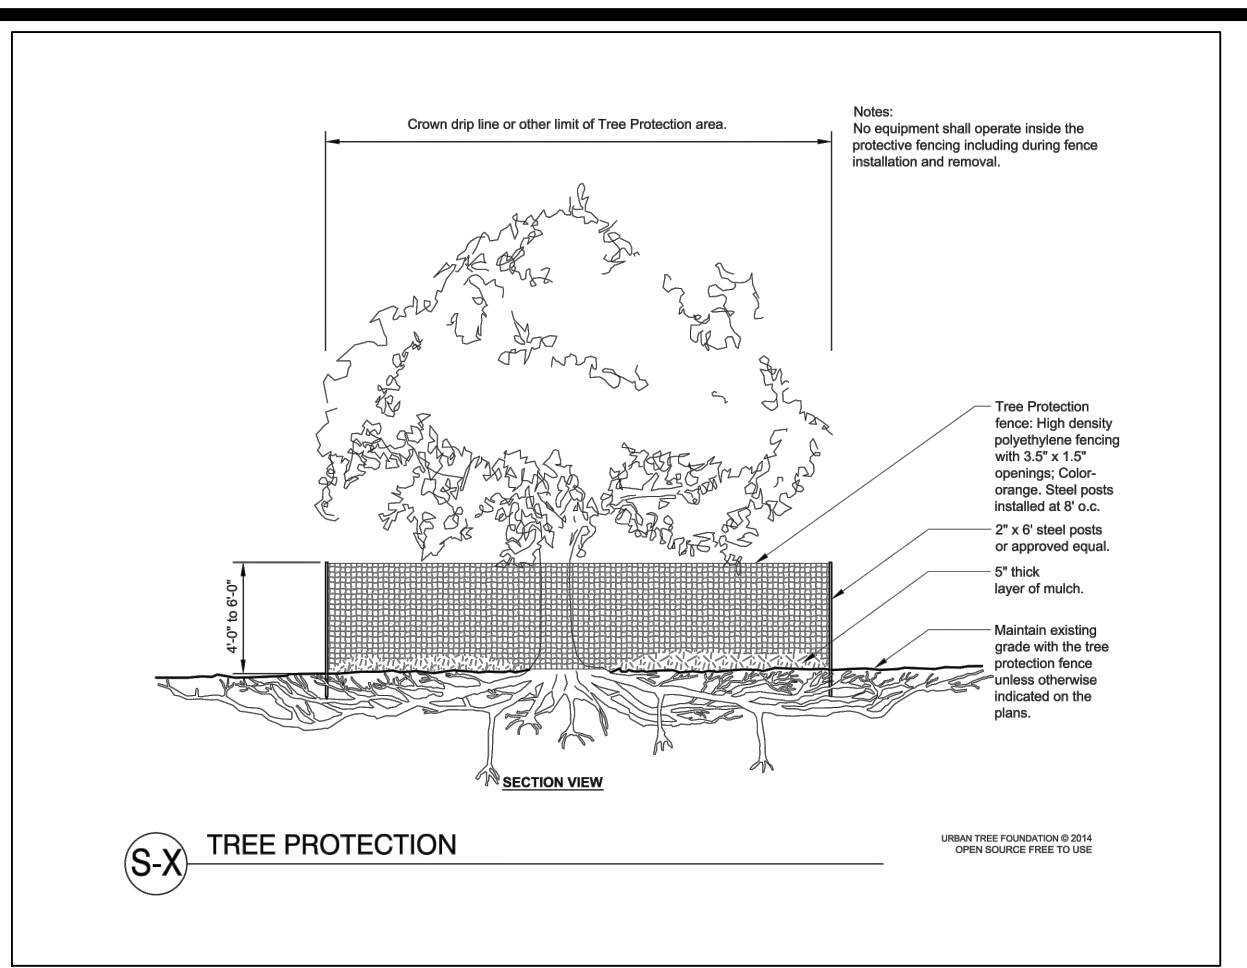 Crown drip line or other limit of Tree Protection area.
Notes:
No equipment shall operate inside the
protective fencing including during fence
installation and removal.
Tree Protection
fence: High density
polyethylene fencing
with 3.5" x 1.5"
openings; Color-
orange. Steel posts
installed at 8' o.c.
2" x 6' steel posts
or approved equal.
5" thick
layer of mulch.
4'-0" to 6'-0"
Maintain existing
grade with the tree
protection fence
unless otherwise
indicated on the
plans.
SECTION VIEW
S-X
TREE PROTECTION
URBAN TREE FOUNDATION © 2014
OPEN SOURCE FREE TO USE